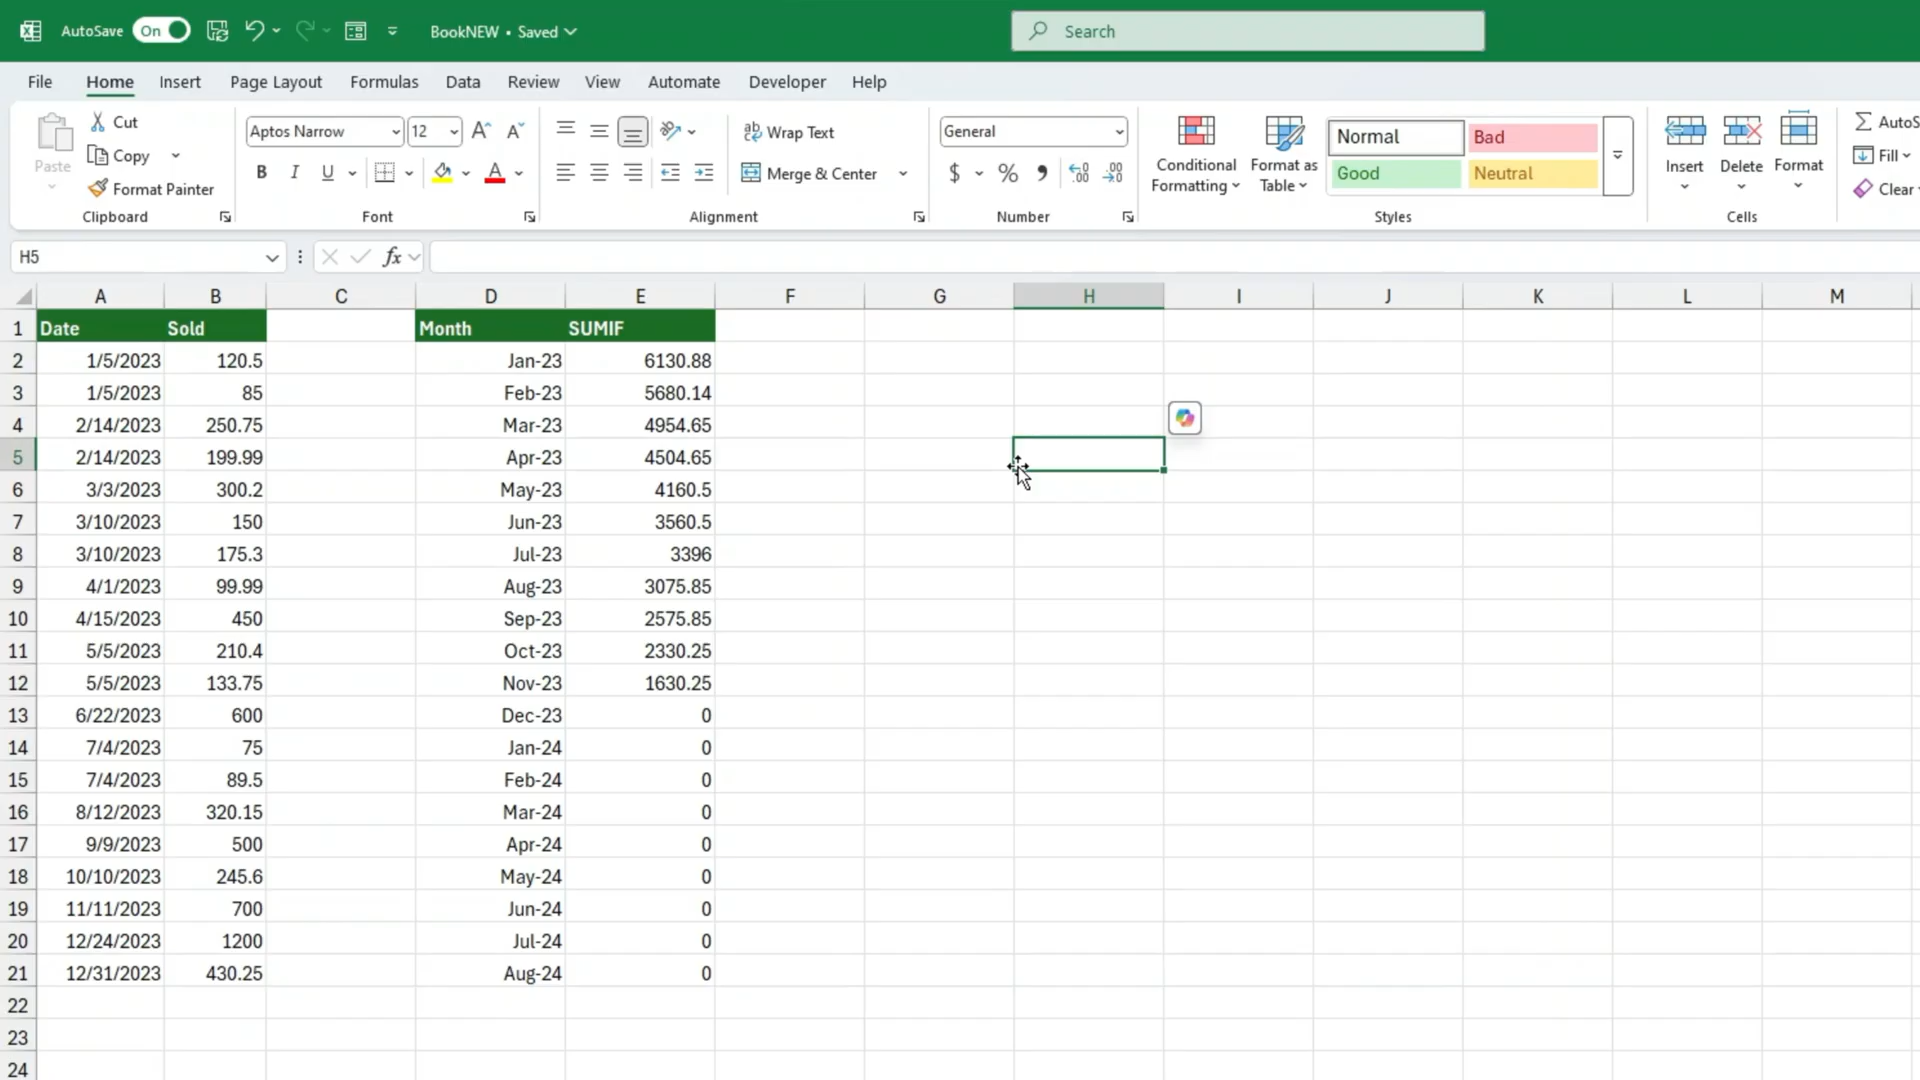 AutoSave On BookNEW • Saved Search
File Home Insert Page Layout Formulas Data Review View Automate Developer Help
Paste Cut Copy Format Painter
Clipboard
Aptos Narrow 12
B I U A
Font
Wrap Text
Merge & Center
Alignment
General
$ % ,
Number
Conditional Formatting
Format as Table
Normal Bad
Good Neutral
Styles
Insert Delete Format
Cells
AutoS
Fill
Clear
H5 fx
A B C D E F G H I J K L M
1 Date Sold Month SUMIF
2 1/5/2023 120.5 Jan-23 6130.88
3 1/5/2023 85 Feb-23 5680.14
4 2/14/2023 250.75 Mar-23 4954.65
5 2/14/2023 199.99 Apr-23 4504.65
6 3/3/2023 300.2 May-23 4160.5
7 3/10/2023 150 Jun-23 3560.5
8 3/10/2023 175.3 Jul-23 3396
9 4/1/2023 99.99 Aug-23 3075.85
10 4/15/2023 450 Sep-23 2575.85
11 5/5/2023 210.4 Oct-23 2330.25
12 5/5/2023 133.75 Nov-23 1630.25
13 6/22/2023 600 Dec-23 0
14 7/4/2023 75 Jan-24 0
15 7/4/2023 89.5 Feb-24 0
16 8/12/2023 320.15 Mar-24 0
17 9/9/2023 500 Apr-24 0
18 10/10/2023 245.6 May-24 0
19 11/11/2023 700 Jun-24 0
20 12/24/2023 1200 Jul-24 0
21 12/31/2023 430.25 Aug-24 0
22
23
24